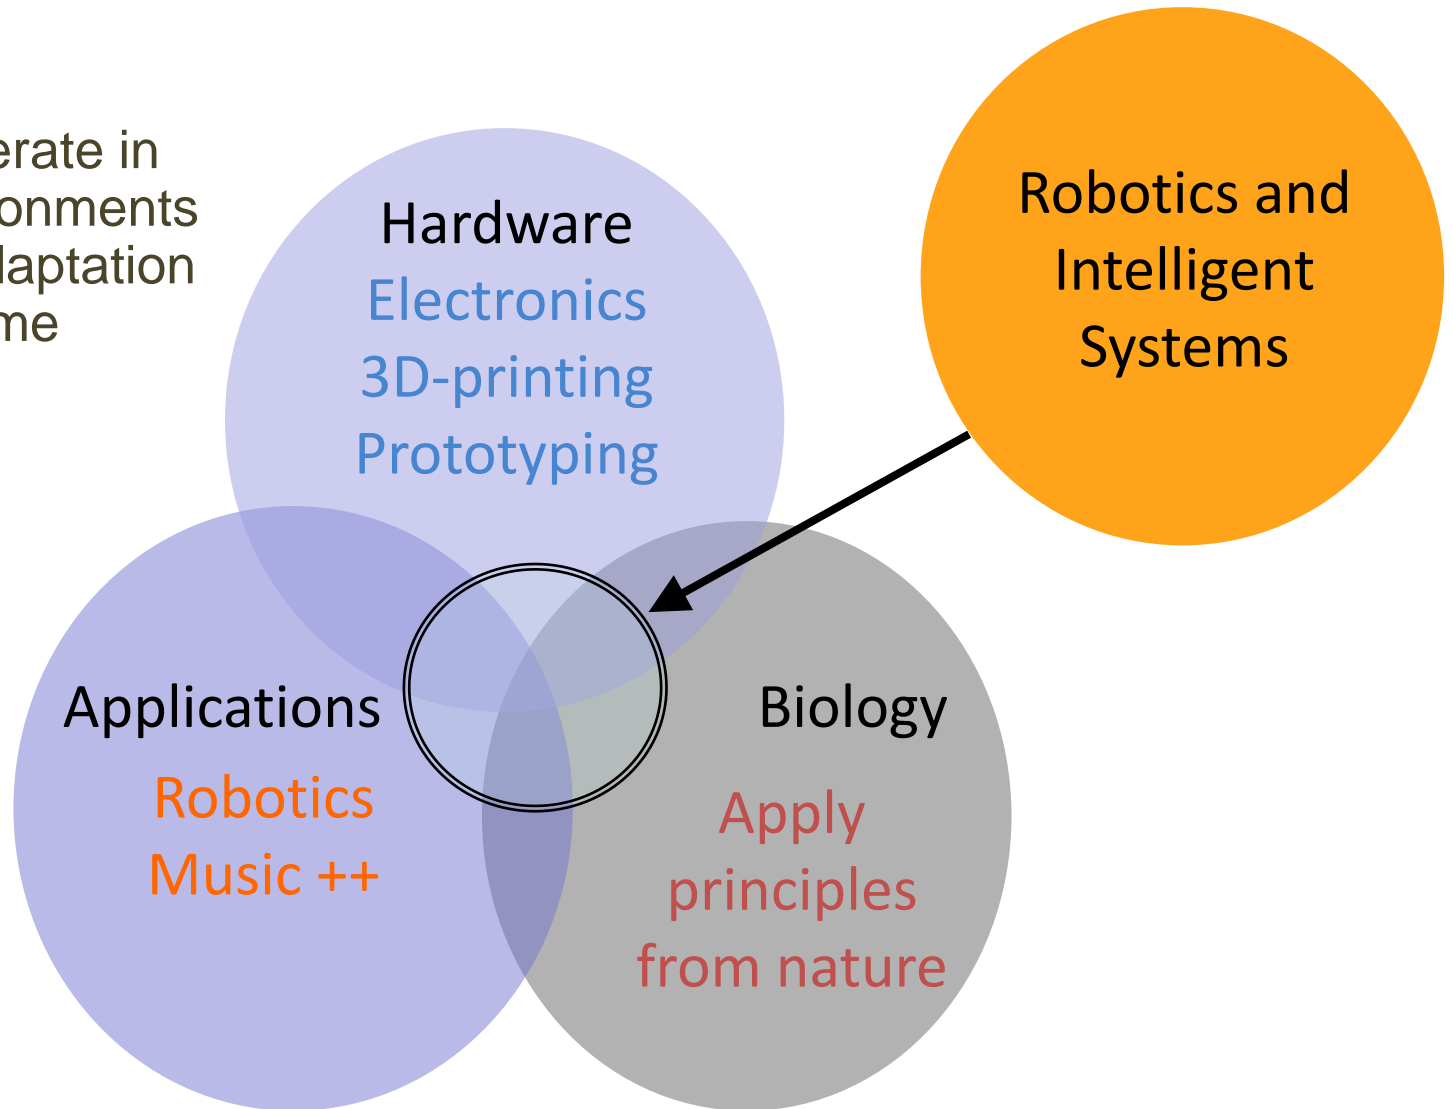 erate in
onments
laptation
me
Hardware
Electronics
3D-printing
Prototyping
Robotics and
Intelligent
Systems
Applications
Robotics
Music ++
Biology
Apply
principles
from nature